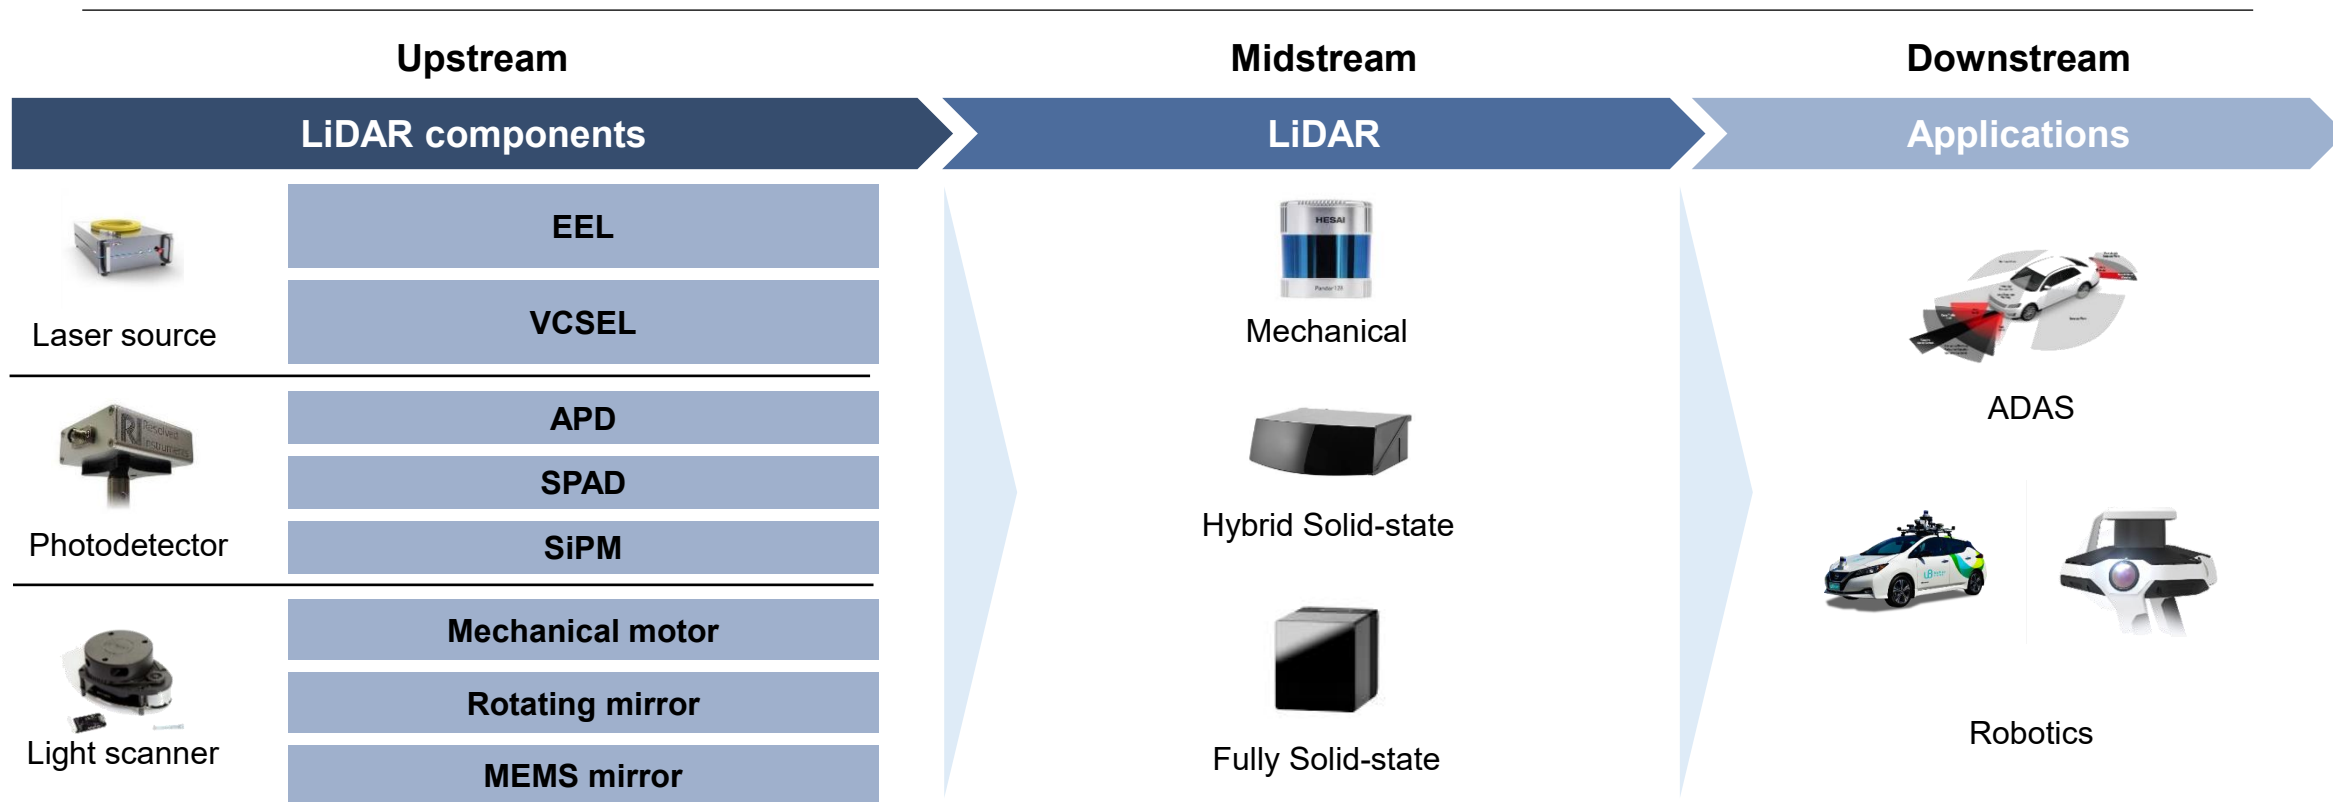 Upstream
Midstream
Downstream
LiDAR components
LiDAR
Applications
Laser source
EEL
VCSEL
Photodetector
APD
SPAD
SiPM
Light scanner
Mechanical motor
Rotating mirror
MEMS mirror
HESAI
Mechanical
Hybrid Solid-state
Fully Solid-state
ADAS
Robotics